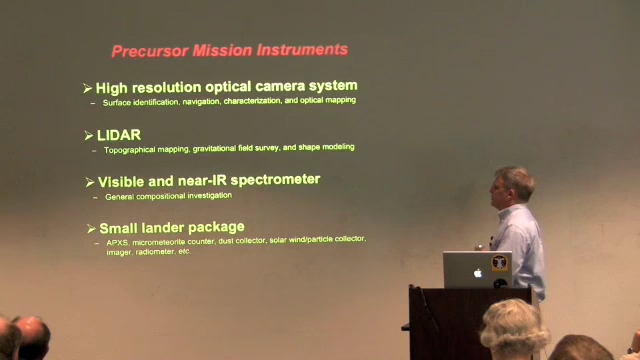 Precursor Mission Instruments
➢ High resolution optical camera system
– Surface identification, navigation, characterization, and optical mapping
➢ LIDAR
– Topographical mapping, gravitational field survey, and shape modeling
➢ Visible and near-IR spectrometer
– General compositional investigation
➢ Small lander package
– APXS, micrometeorite counter, dust collector, solar wind/particle collector,
imager, radiometer, etc.